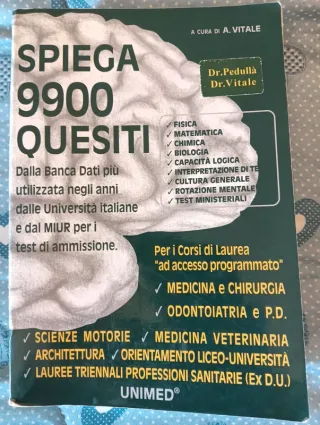 A CURA DI A. VITALE
SPIEGA
9900
QUESITI
Dr.Pedullà
Dr.Vitale
Dalla Banca Dati più
utilizzata negli anni
dalle Università italiane
e dal MIUR per i
test di ammissione.
✓ FISICA
✓ MATEMATICA
✓ CHIMICA
✓ BIOLOGIA
✓ CAPACITÀ LOGICA
✓ INTERPRETAZIONE DI TE
✓ CULTURA GENERALE
✓ ROTAZIONE MENTALE
✓ TEST MINISTERIALI
Per i Corsi di Laurea
"ad accesso programmato"
✓ MEDICINA e CHIRURGIA
✓ ODONTOIATRIA e P.D.
✓ SCIENZE MOTORIE ✓ MEDICINA VETERINARIA
✓ ARCHITETTURA ✓ ORIENTAMENTO LICEO-UNIVERSITÀ
✓ LAUREE TRIENNALI PROFESSIONI SANITARIE (Ex D.U.)
UNIMED®